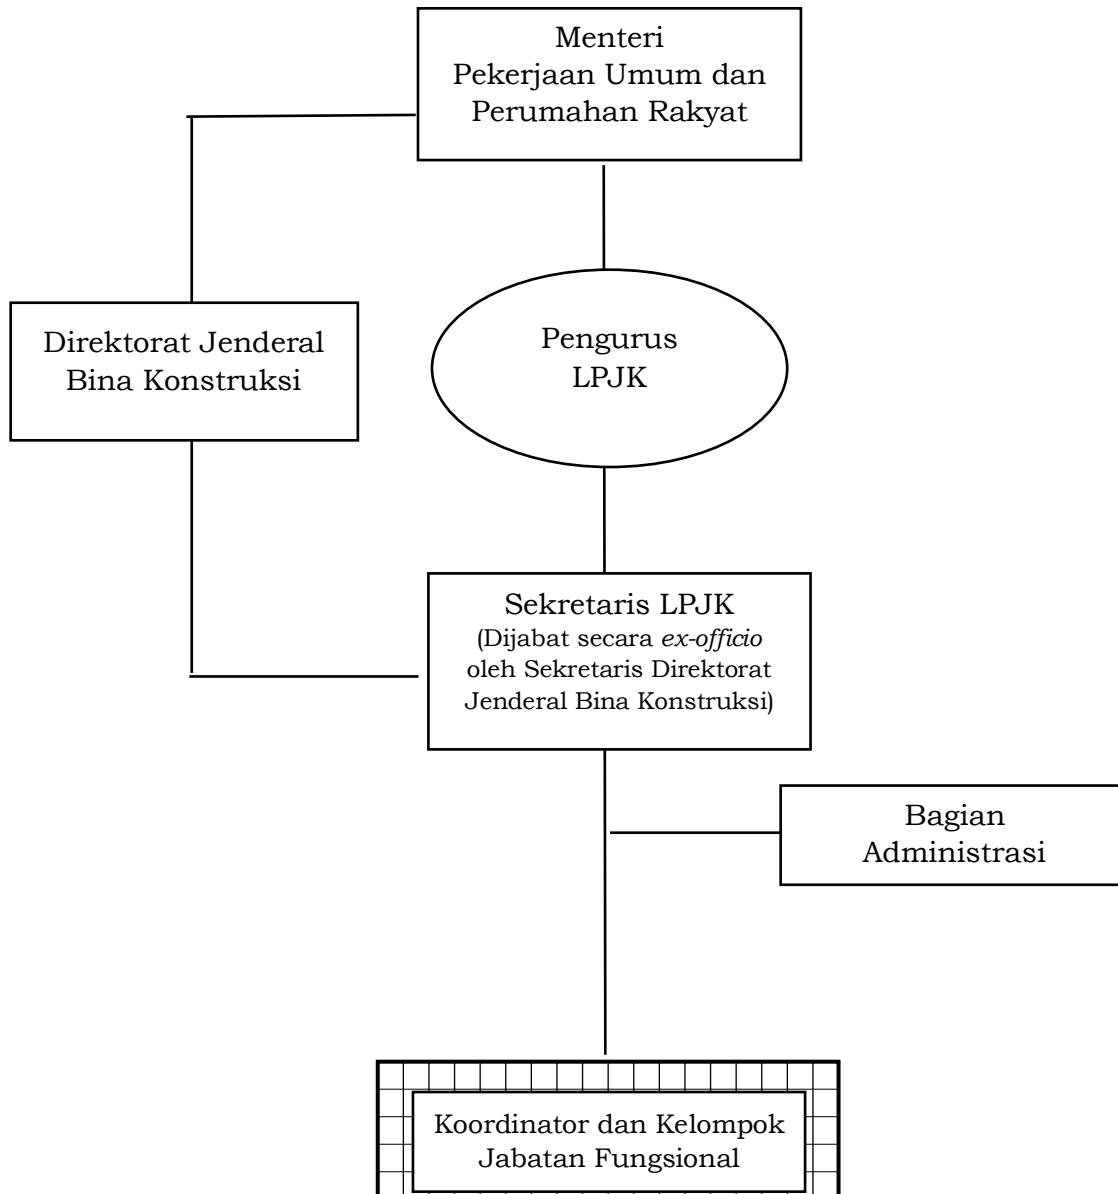 Menteri
Pekerjaan Umum dan
Perumahan Rakyat
Direktorat Jenderal
Bina Konstruksi
Pengurus
LPJK
Sekretaris LPJK
(Dijabat secara ex-officio
oleh Sekretaris Direktorat
Jenderal Bina Konstruksi)
Bagian
Administrasi
Koordinator dan Kelompok
Jabatan Fungsional